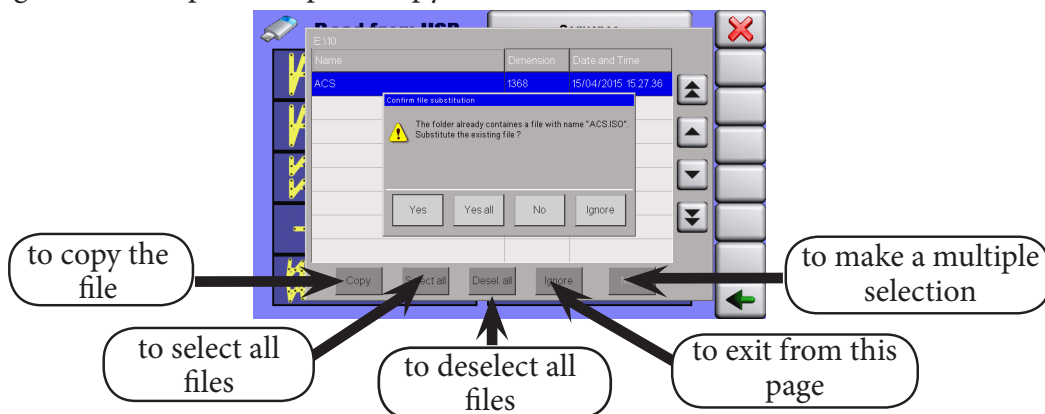 Read from USB
E:\10
Name Dimension Date and Time
ACS 1368 15/04/2015 15.27.36
Confirm file substitution
The folder already containes a file with name "ACS.ISO".
Substitute the existing file ?
Yes Yes all No Ignore
Copy Select all Desel. all Ignore
to copy the
file
to make a multiple
selection
to select all
files
to deselect all
files
to exit from this
page